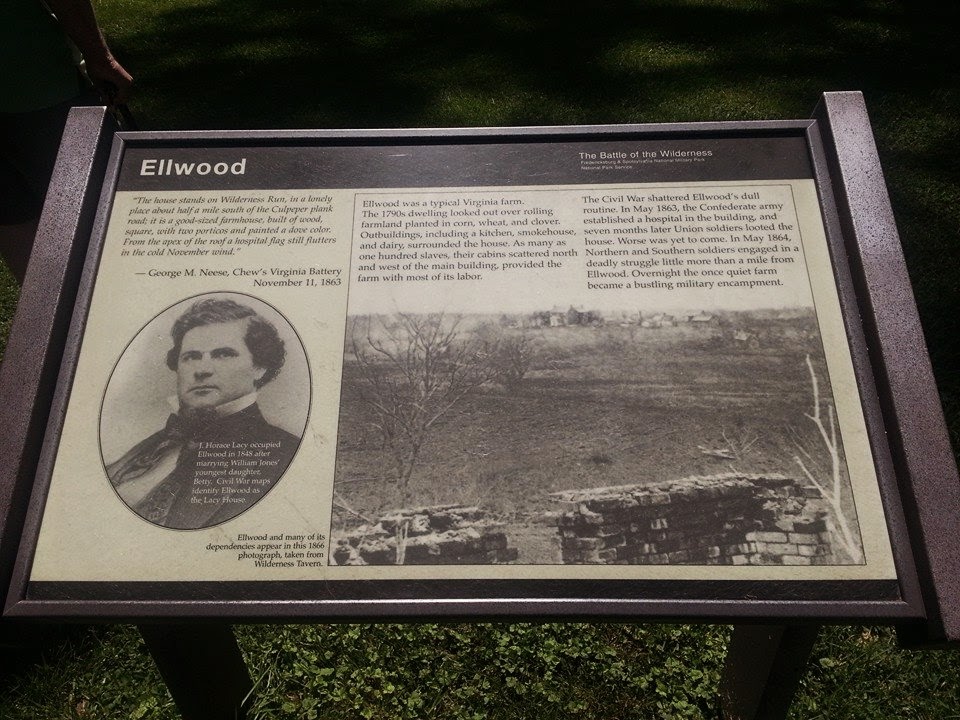 Ellwood
The Battle of the Wilderness
Fredericksburg & Spotsylvania National Military Park
National Park Service
"The house stands on Wilderness Run, in a lonely
place about half a mile south of the Culpeper plank
road; it is a good-sized farmhouse, built of wood,
square, with two porticos and painted a dove color.
From the apex of the roof a hospital flag still flutters
in the cold November wind."
— George M. Neese, Chew's Virginia Battery
November 11, 1863
Ellwood was a typical Virginia farm.
The 1790s dwelling looked out over rolling
farmland planted in corn, wheat, and clover.
Outbuildings, including a kitchen, smokehouse,
and dairy, surrounded the house. As many as
one hundred slaves, their cabins scattered north
and west of the main building, provided the
farm with most of its labor.
The Civil War shattered Ellwood's dull
routine. In May 1863, the Confederate army
established a hospital in the building, and
seven months later Union soldiers looted the
house. Worse was yet to come. In May 1864,
Northern and Southern soldiers engaged in a
deadly struggle little more than a mile from
Ellwood. Overnight the once quiet farm
became a bustling military encampment.
J. Horace Lacy occupied
Ellwood in 1848 after
marrying William Jones'
youngest daughter,
Betty. Civil War maps
identify Ellwood as
the Lacy House.
Ellwood and many of its
dependencies appear in this 1866
photograph, taken from
Wilderness Tavern.